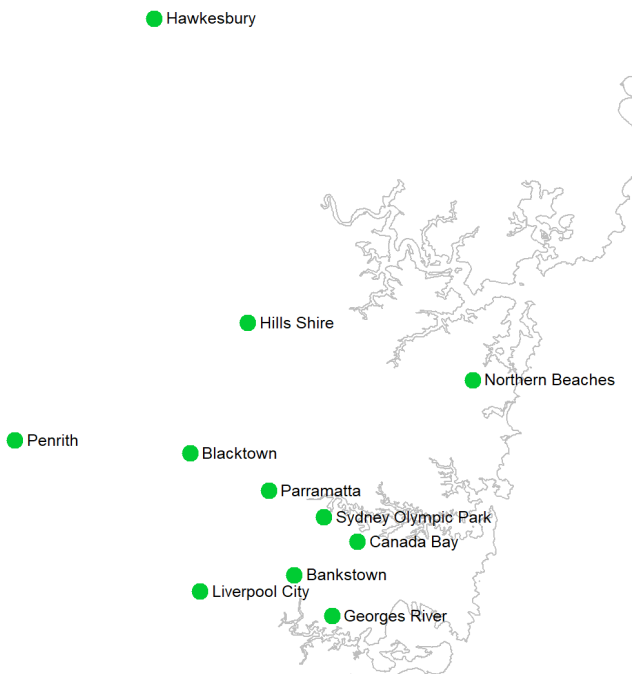 Hawkesbury
Hills Shire
Northern Beaches
Penrith
Blacktown
Parramatta
Sydney Olympic Park
Canada Bay
Bankstown
Liverpool City
Georges River